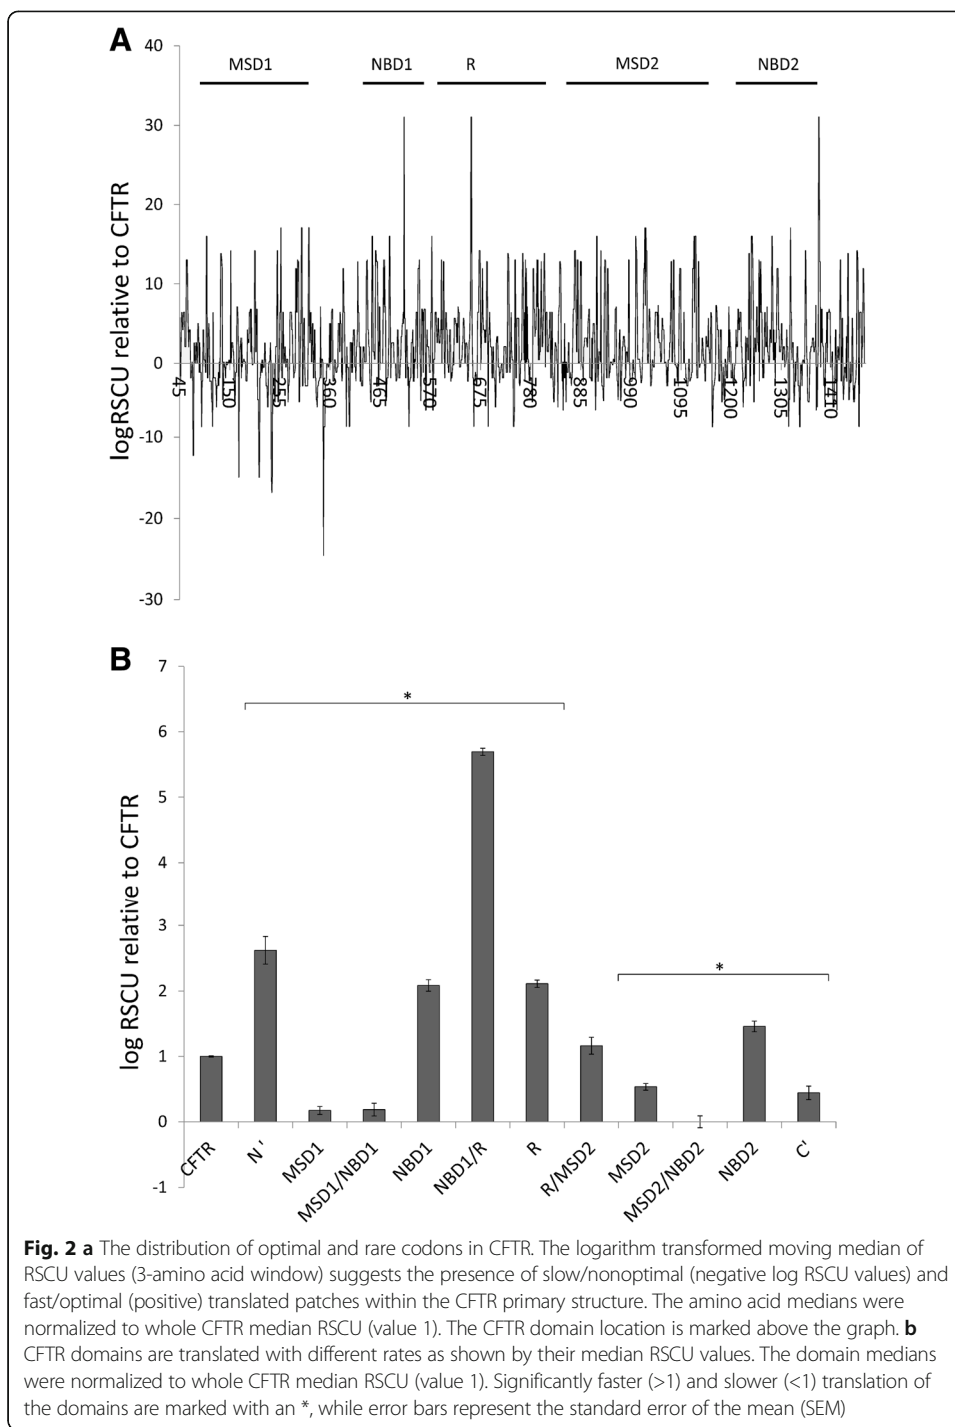 A
40
30
20
10
0
-10
-20
-30
logRSCU relative to CFTR
MSD1
NBD1
R
MSD2
NBD2
45
150
255
360
465
570
675
780
885
990
1095
1200
1305
1410
B
7
6
5
4
3
2
1
0
-1
log RSCU relative to CFTR
*
*
CFTR
N '
MSD1
MSD1/NBD1
NBD1
NBD1/R
R
R/MSD2
MSD2
MSD2/NBD2
NBD2
C'
Fig. 2 a The distribution of optimal and rare codons in CFTR. The logarithm transformed moving median of
RSCU values (3-amino acid window) suggests the presence of slow/nonoptimal (negative log RSCU values) and
fast/optimal (positive) translated patches within the CFTR primary structure. The amino acid medians were
normalized to whole CFTR median RSCU (value 1). The CFTR domain location is marked above the graph. b
CFTR domains are translated with different rates as shown by their median RSCU values. The domain medians
were normalized to whole CFTR median RSCU (value 1). Significantly faster (>1) and slower (<1) translation of
the domains are marked with an *, while error bars represent the standard error of the mean (SEM)